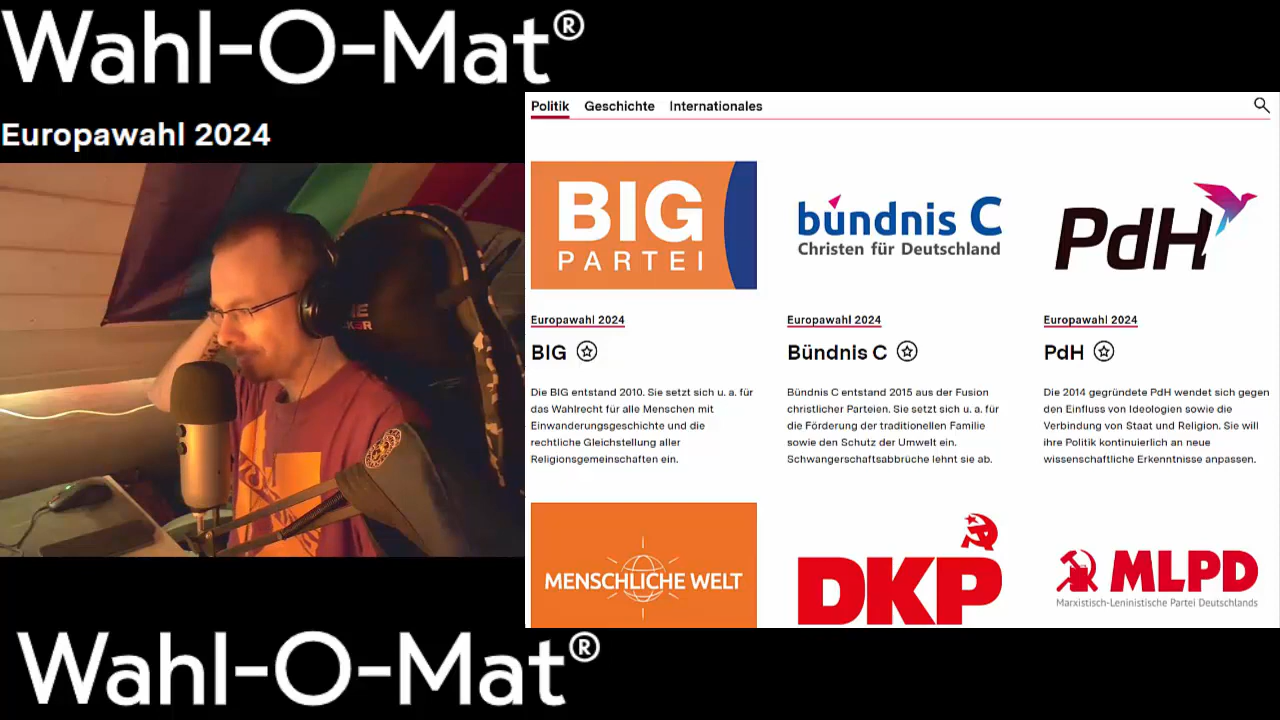 Wahl-O-Mat®
Europawahl 2024
Politik Geschichte Internationales
BIG
PARTEI
bündnis C
Christen für Deutschland
PdH
Europawahl 2024
BIG
Die BIG entstand 2010. Sie setzt sich u. a. für
das Wahlrecht für alle Menschen mit
Einwanderungsgeschichte und die
rechtliche Gleichstellung aller
Religionsgemeinschaften ein.
Europawahl 2024
Bündnis C
Bündnis C entstand 2015 aus der Fusion
christlicher Parteien. Sie setzt sich u. a. für
die Förderung der traditionellen Familie
sowie den Schutz der Umwelt ein.
Schwangerschaftsabbrüche lehnt sie ab.
Europawahl 2024
PdH
Die 2014 gegründete PdH wendet sich gegen
den Einfluss von Ideologien sowie die
Verbindung von Staat und Religion. Sie will
ihre Politik kontinuierlich an neue
wissenschaftliche Erkenntnisse anpassen.
MENSCHLICHE WELT
DKP
MLPD
Marxistisch-Leninistische Partei Deutschlands
Wahl-O-Mat®